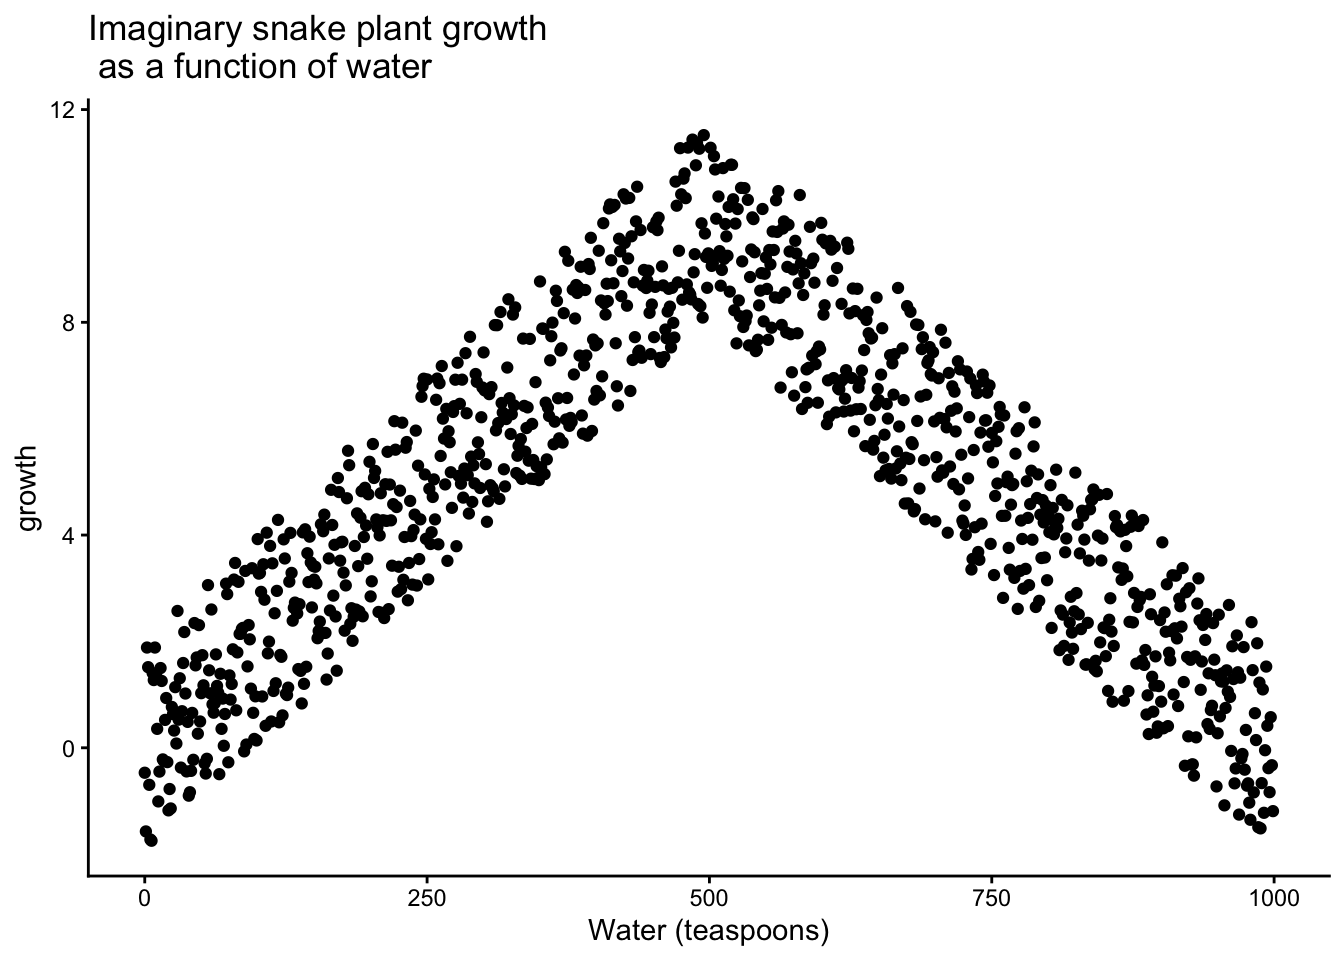 Imaginary snake plant growth
as a function of water
12
8
4
0
growth
0 250 500 750 1000
Water (teaspoons)